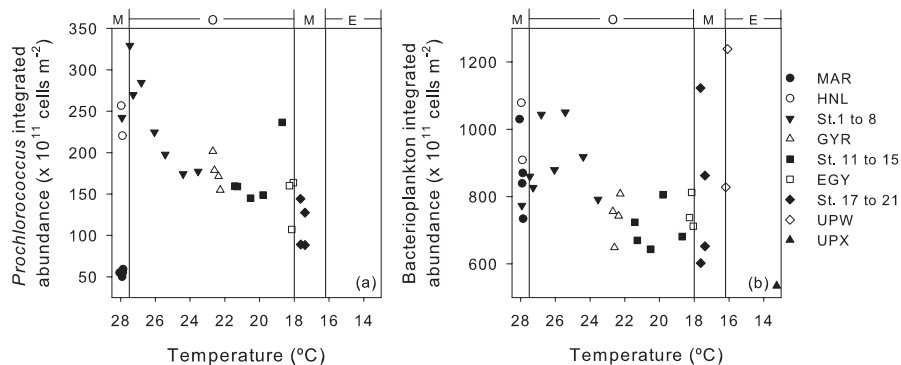 M O M E
M O M E
Prochlorococcus integrated
abundance (x 10¹¹ cells m⁻²)
350
300
250
200
150
100
50
(a)
28 26 24 22 20 18 16 14
Temperature (ºC)
Bacterioplankton integrated
abundance (x 10¹¹ cells m⁻²)
1200
1000
800
600
(b)
28 26 24 22 20 18 16 14
Temperature (ºC)
MAR
HNL
St.1 to 8
GYR
St. 11 to 15
EGY
St. 17 to 21
UPW
UPX